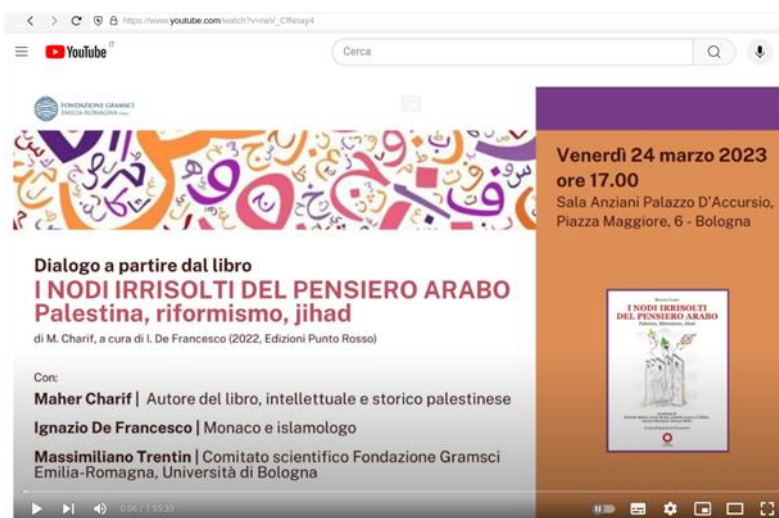 https://www.youtube.com/watch?v=rwV_CfNnay4
YouTube IT
Cerca
FONDAZIONE GRAMSCI
EMILIA-ROMAGNA
Venerdì 24 marzo 2023
ore 17.00
Sala Anziani Palazzo D'Accursio,
Piazza Maggiore, 6 - Bologna
Dialogo a partire dal libro
I NODI IRRISOLTI DEL PENSIERO ARABO
Palestina, riformismo, jihad
di M. Charif, a cura di I. De Francesco (2022, Edizioni Punto Rosso)
Con:
Maher Charif | Autore del libro, intellettuale e storico palestinese
Ignazio De Francesco | Monaco e islamologo
Massimiliano Trentin | Comitato scientifico Fondazione Gramsci
Emilia-Romagna, Università di Bologna
I NODI IRRISOLTI
DEL PENSIERO ARABO
Palestina, Riformismo, Jihad
0:06 / 1:55:30